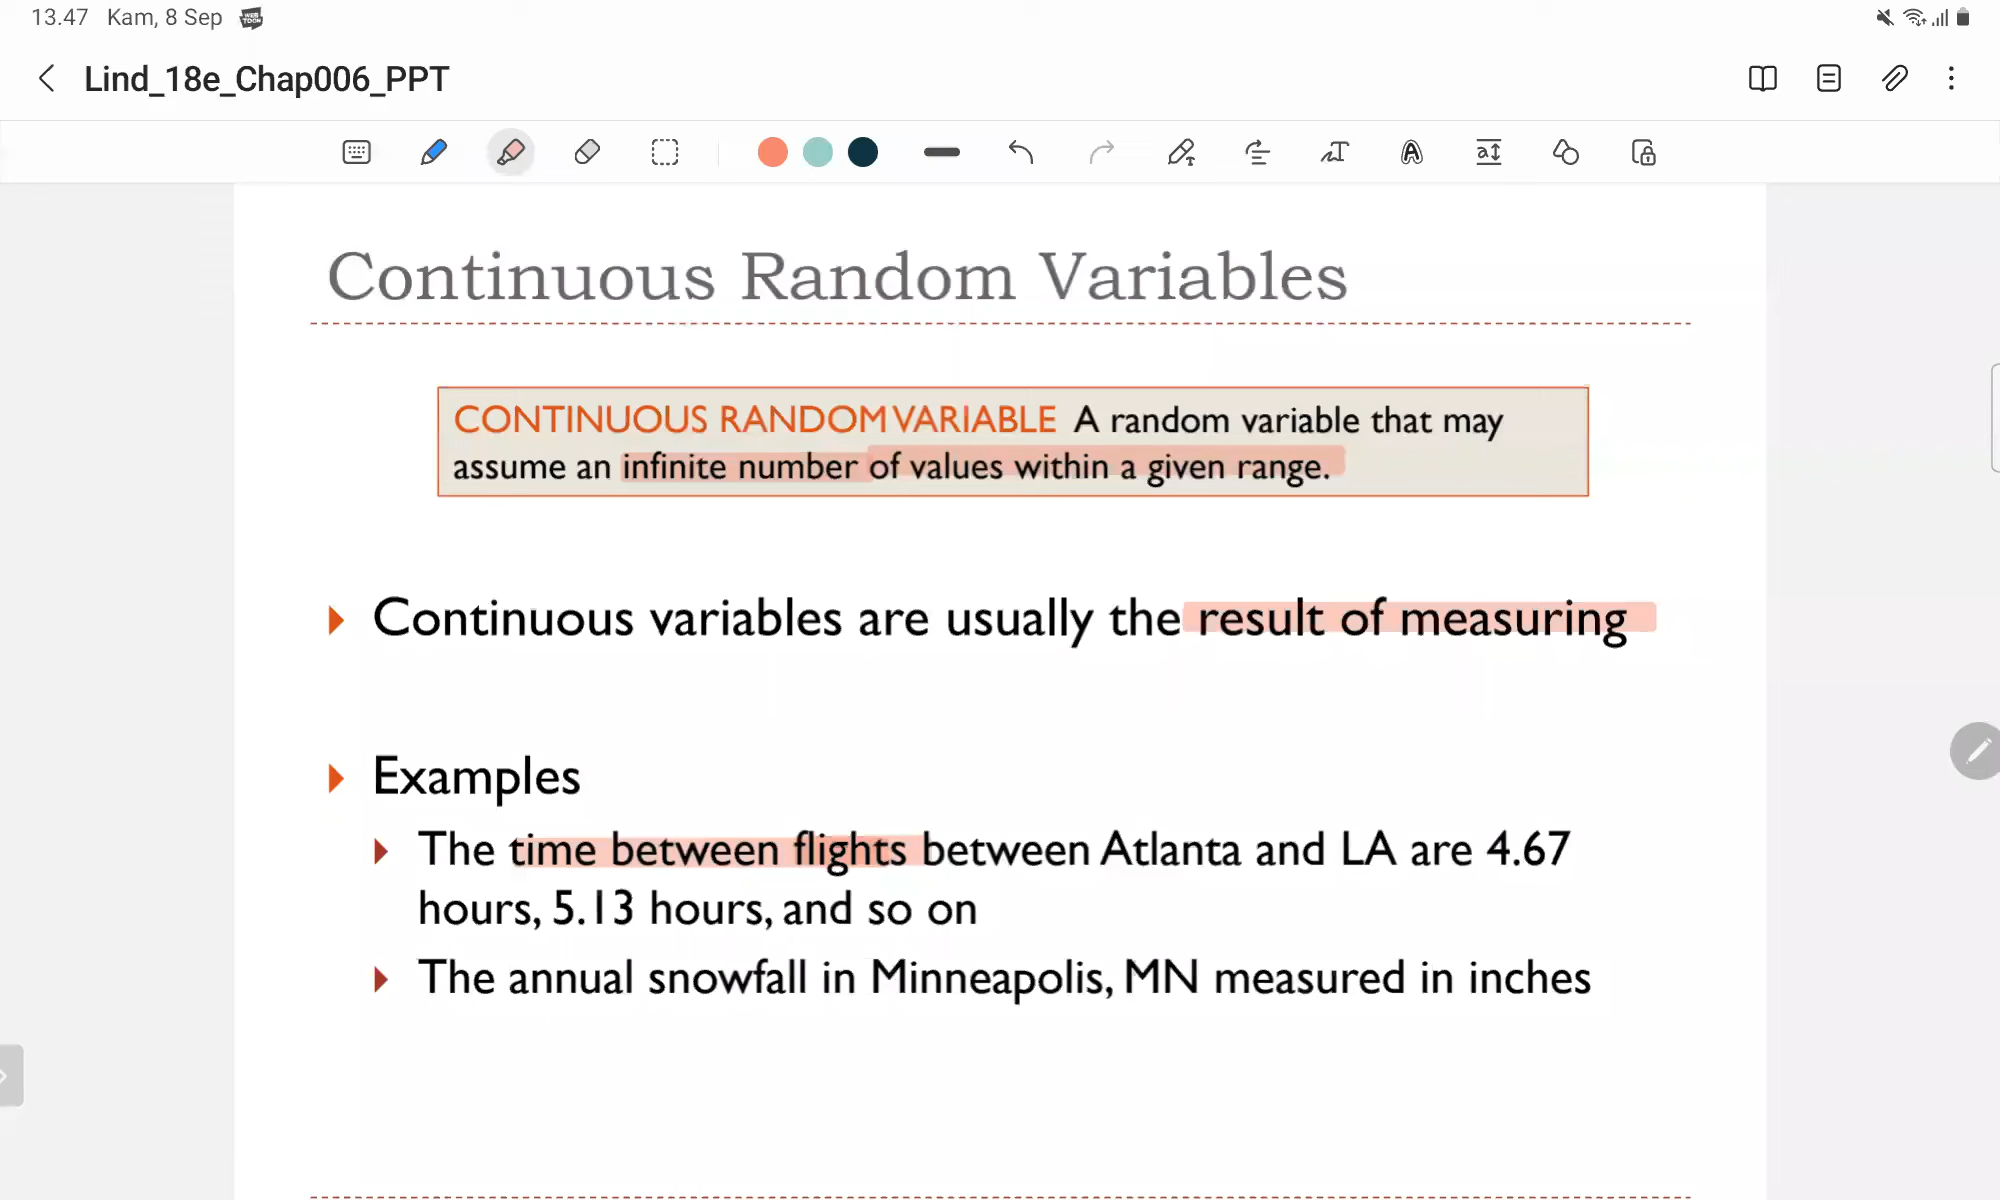 13.47 Kam, 8 Sep WEB TOON
Lind_18e_Chap006_PPT
Continuous Random Variables
CONTINUOUS RANDOM VARIABLE A random variable that may
assume an infinite number of values within a given range.
Continuous variables are usually the result of measuring
Examples
The time between flights between Atlanta and LA are 4.67
hours, 5.13 hours, and so on
The annual snowfall in Minneapolis, MN measured in inches